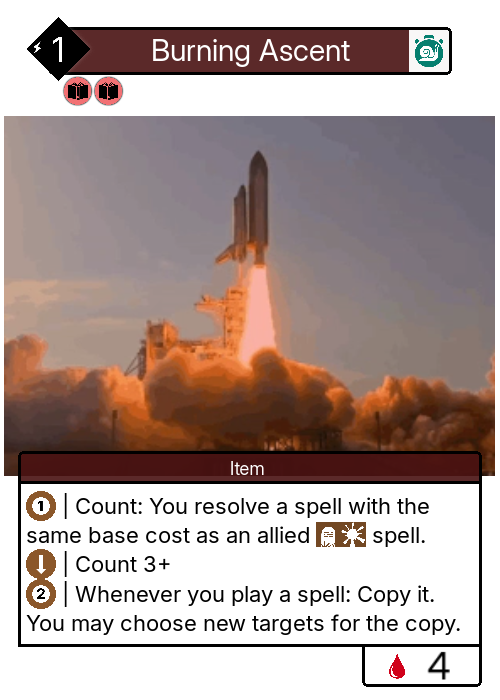 1 Burning Ascent
Item
1 | Count: You resolve a spell with the
same base cost as an allied spell.
| Count 3+
2 | Whenever you play a spell: Copy it.
You may choose new targets for the copy.
4